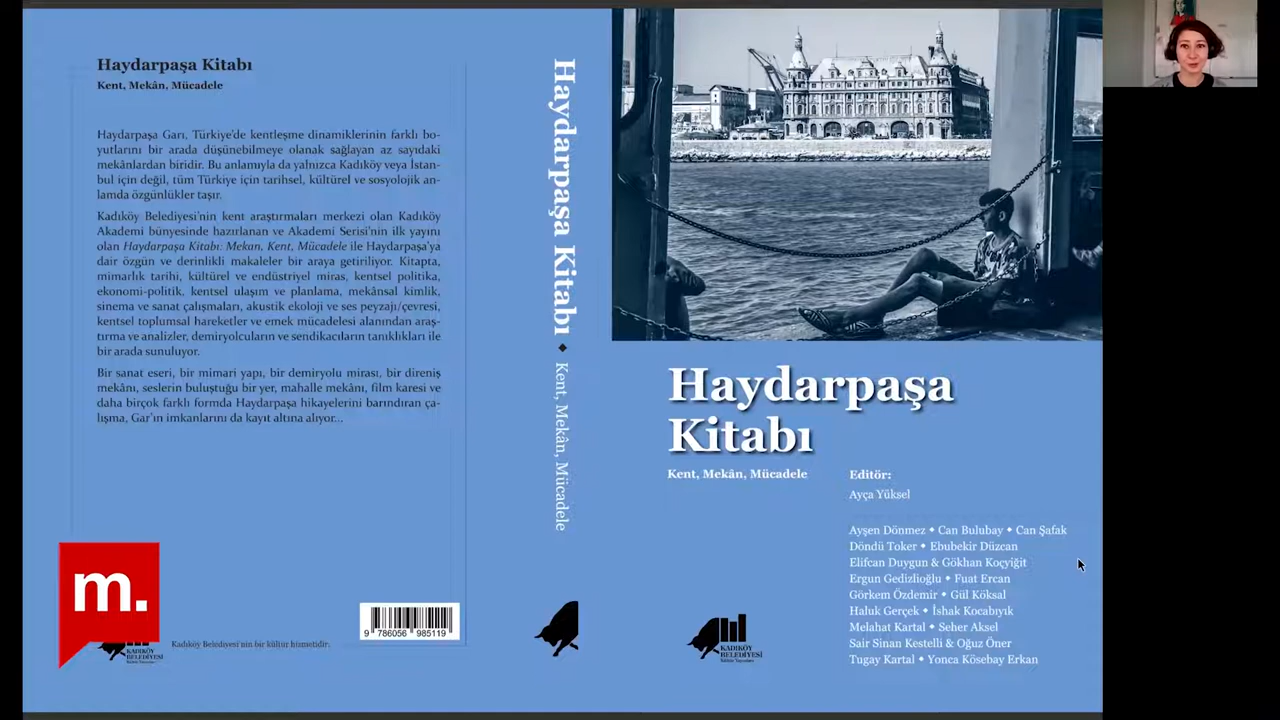 Haydarpaşa Kitabı
Kent, Mekân, Mücadele
Haydarpaşa Garı, Türkiye'de kentleşme dinamiklerinin farklı bo-
yutlarını bir arada düşünebilmeye olanak sağlayan az sayıdaki
mekânlardan biridir. Bu anlamıyla da yalnızca Kadıköy veya İstan-
bul için değil, tüm Türkiye için tarihsel, kültürel ve sosyolojik an-
lamda özgünlükler taşır.
Kadıköy Belediyesi'nin kent araştırmaları merkezi olan Kadıköy
Akademi bünyesinde hazırlanan ve Akademi Serisi'nin ilk yayını
olan Haydarpaşa Kitabı: Mekan, Kent, Mücadele ile Haydarpaşa'ya
dair özgün ve derinlikli makaleler bir araya getiriliyor. Kitapta,
mimarlık tarihi, kültürel ve endüstriyel miras, kentsel politika,
ekonomi-politik, kentsel ulaşım ve planlama, mekânsal kimlik,
sinema ve sanat çalışmaları, akustik ekoloji ve ses peyzajı/çevresi,
kentsel toplumsal hareketler ve emek mücadelesi alanından araş-
tırma ve analizler, demiryolcuların ve sendikacıların tanıklıkları ile
bir arada sunuluyor.
Bir sanat eseri, bir mimari yapı, bir demiryolu mirası, bir direniş
mekânı, seslerin buluştuğu bir yer, mahalle mekânı, film karesi ve
daha birçok farklı formda Haydarpaşa hikayelerini barındıran ça-
lışma, Gar'ın imkanlarını da kayıt altına alıyor...
m.
KADIKÖY
BELEDİYESİ
Kültür Yayınları
Kadıköy Belediyesi'nin bir kültür hizmetidir.
9 786056 985119
Haydarpaşa Kitabı ◆ Kent, Mekân, Mücadele
Haydarpaşa
Kitabı
Kent, Mekân, Mücadele
Editör:
Ayça Yüksel
Ayşen Dönmez ◆ Can Bulubay ◆ Can Şafak
Döndü Toker ◆ Ebubekir Düzcan
Elifcan Duygun & Gökhan Koçyiğit
Ergun Gedizlioğlu ◆ Fuat Ercan
Görkem Özdemir ◆ Gül Köksal
Haluk Gerçek ◆ İshak Kocabıyık
Melahat Kartal ◆ Seher Aksel
Sair Sinan Kestelli & Oğuz Öner
Tugay Kartal ◆ Yonca Kösebay Erkan
KADIKÖY
BELEDİYESİ
Kültür Yayınları